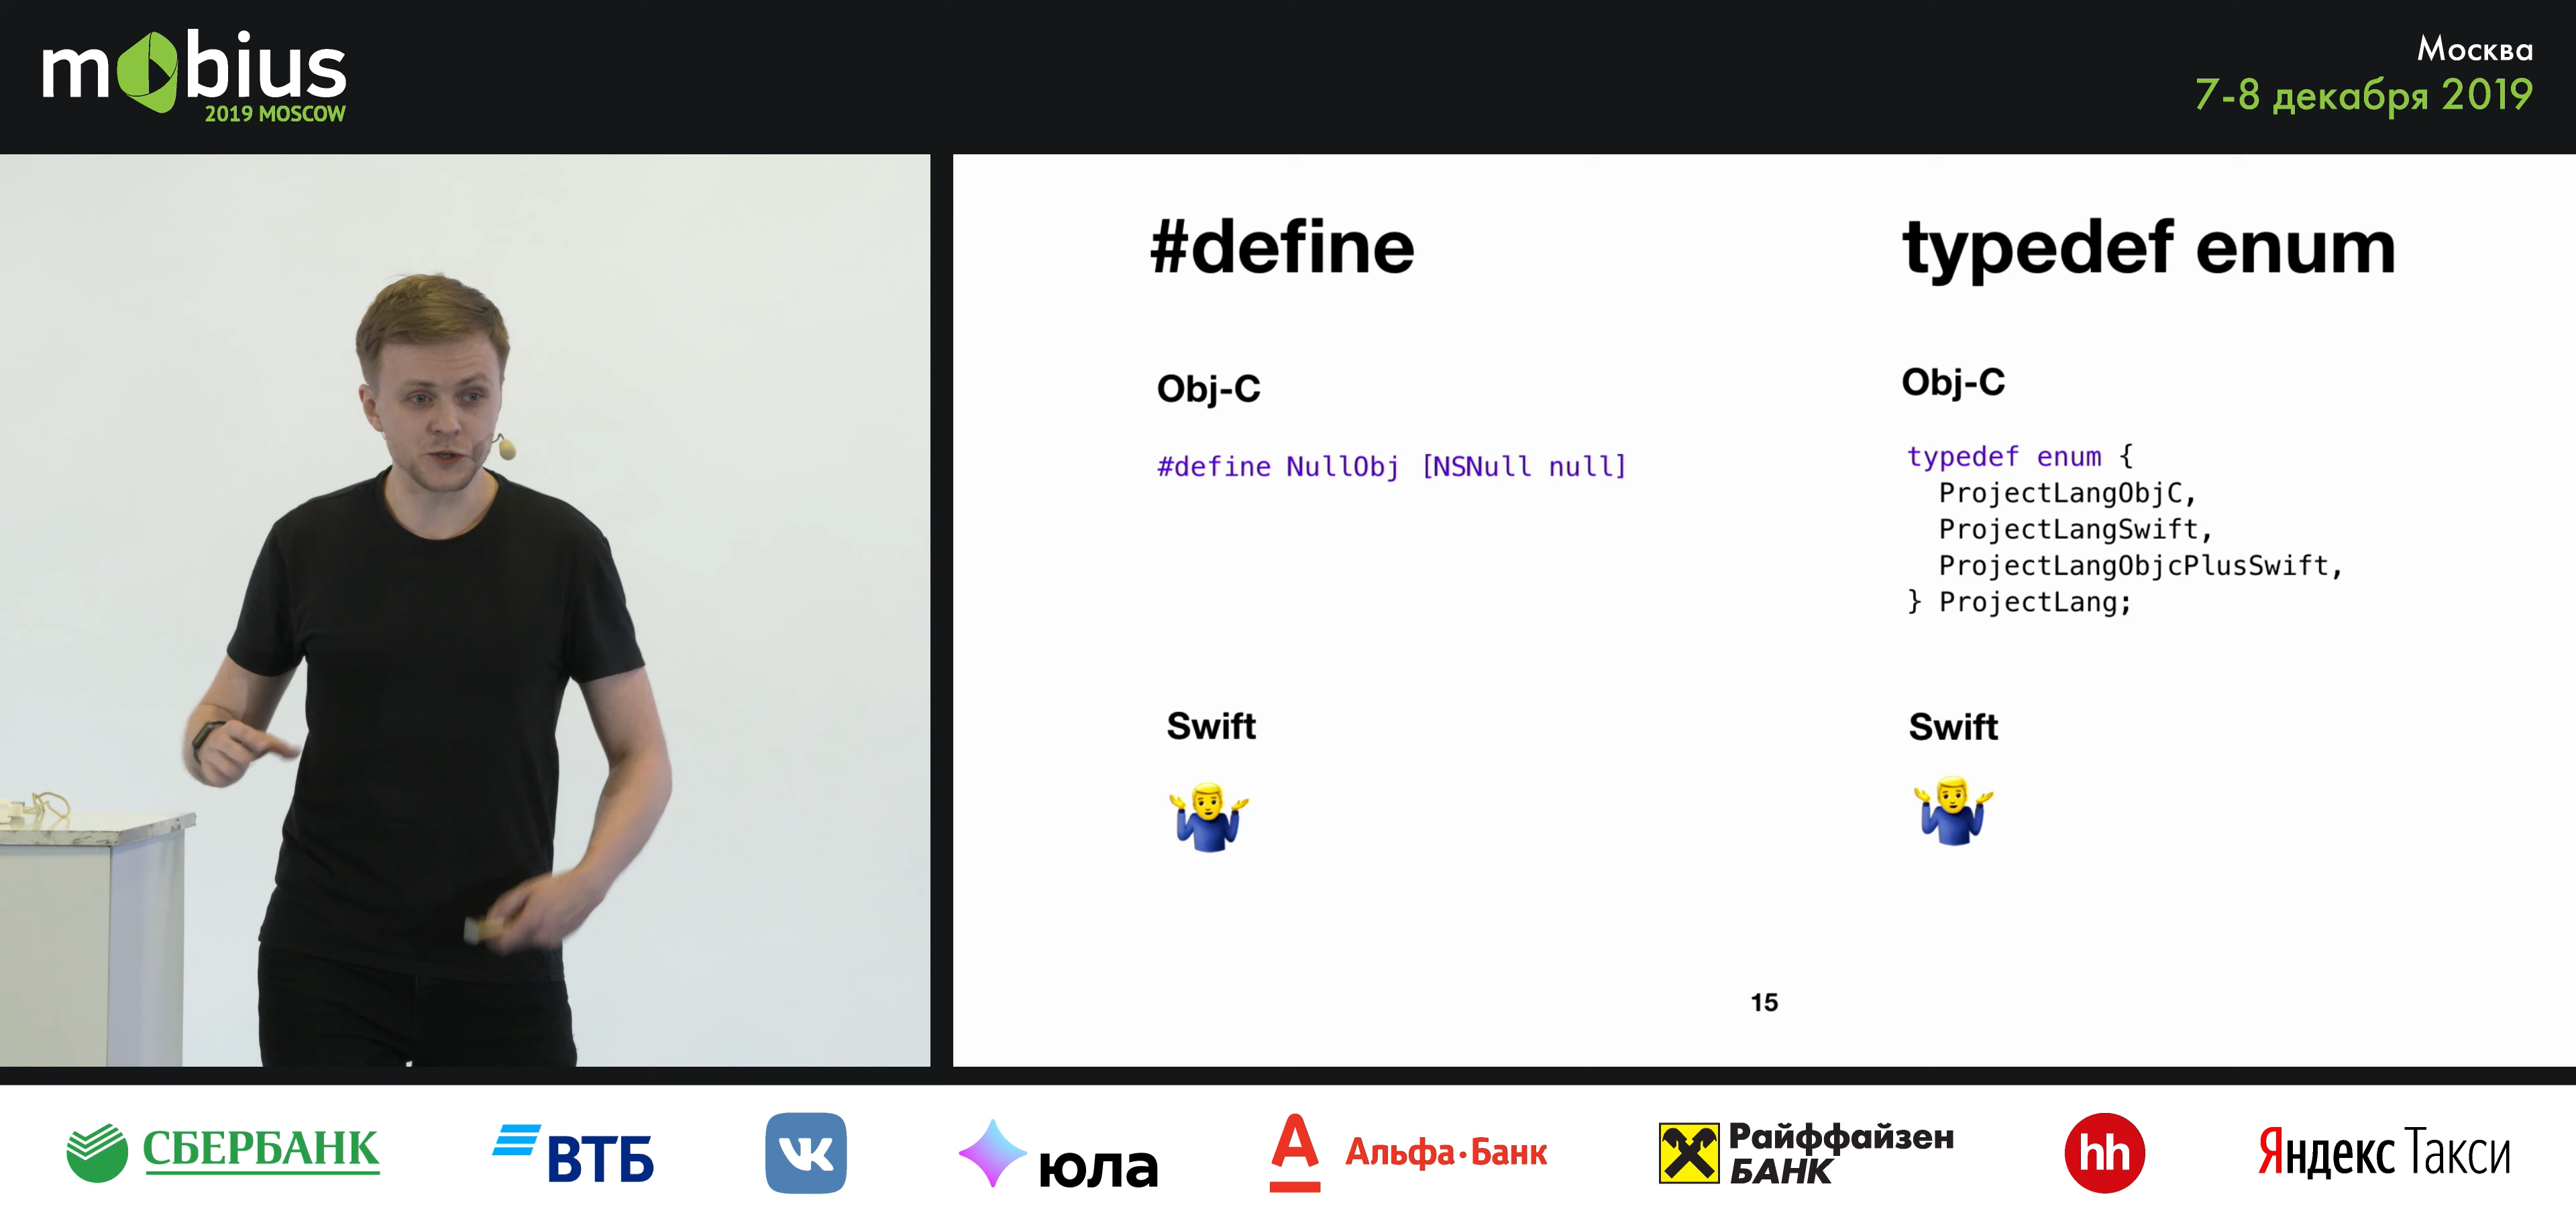 mobius
2019 MOSCOW
Москва
7-8 декабря 2019
#define
typedef enum
Obj-C
#define NullObj [NSNull null]
Obj-C
typedef enum {
ProjectLangObjC,
ProjectLangSwift,
ProjectLangObjcPlusSwift,
} ProjectLang;
Swift
Swift
15
СБЕРБАНК
ВТБ
VK
юла
А Альфа·Банк
Райффайзен
БАНК
hh
Яндекс Такси